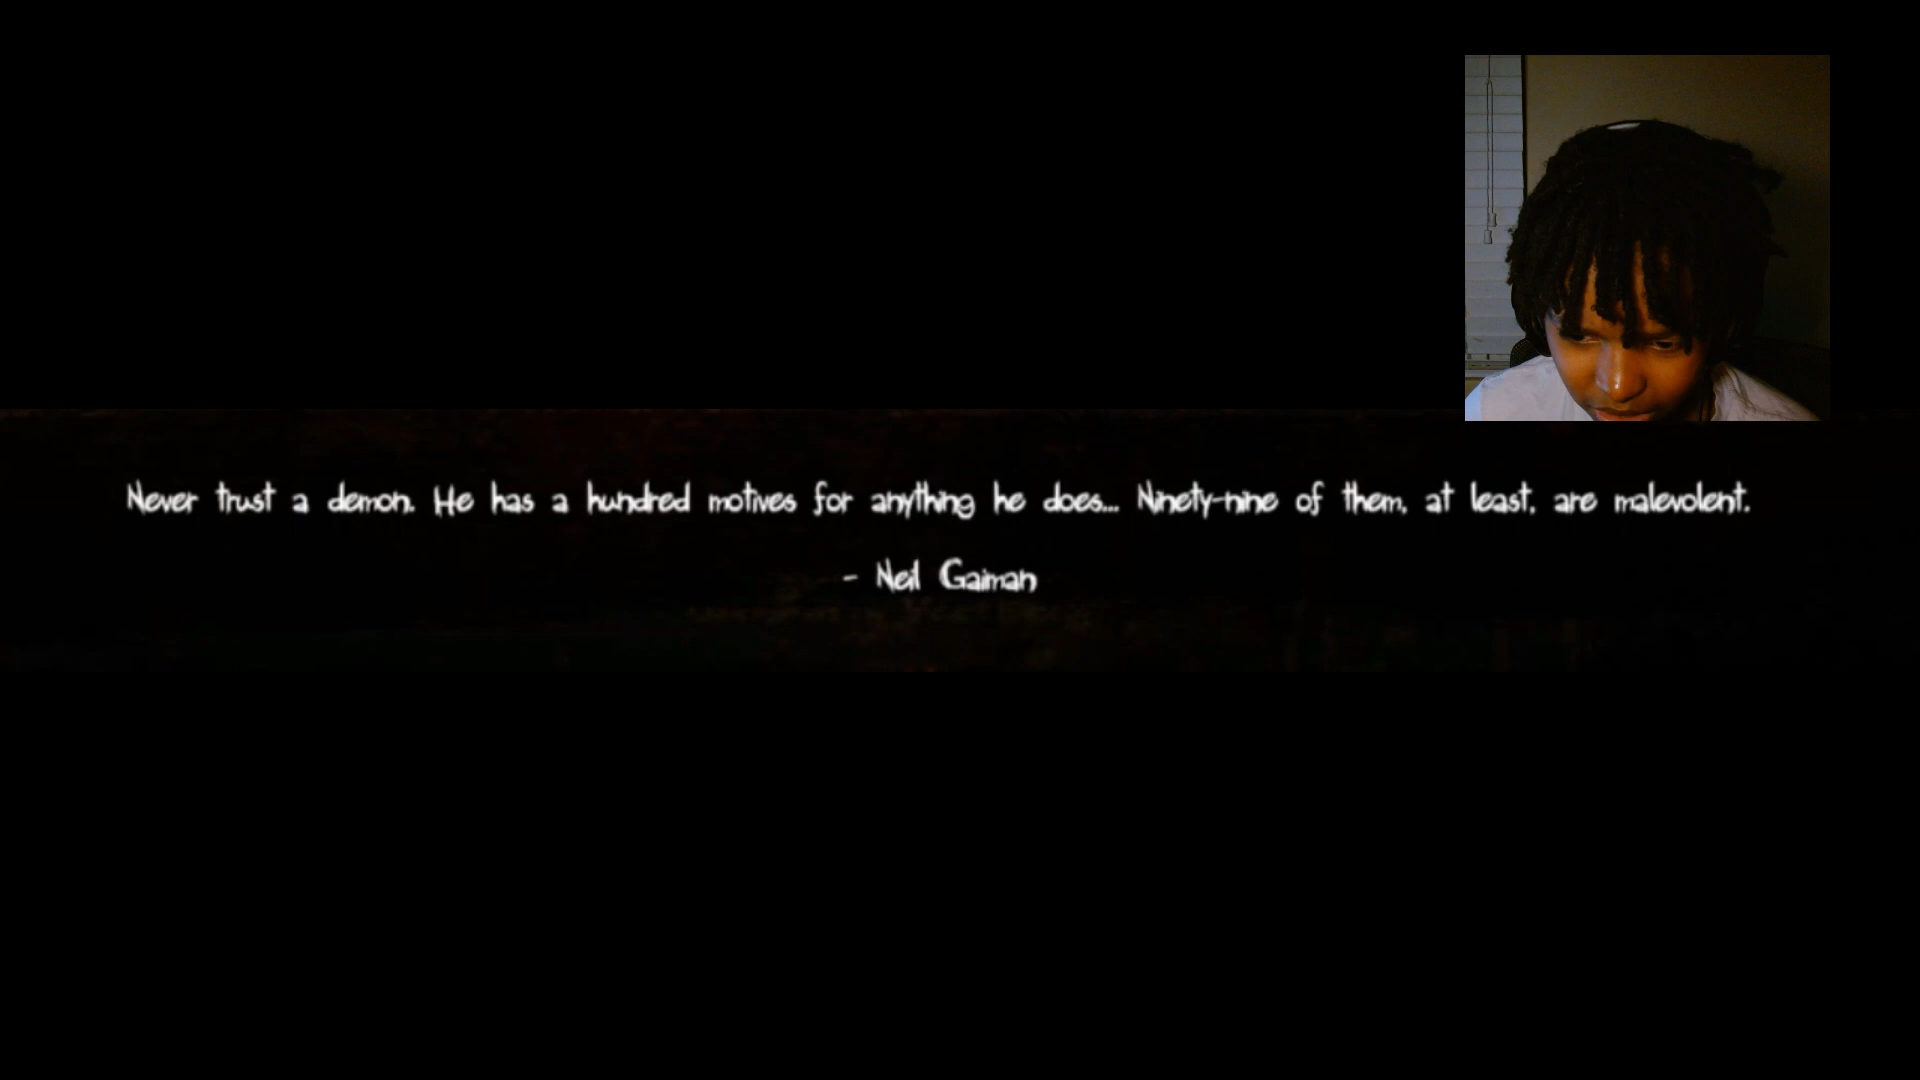 Never trust a demon. He has a hundred motives for anything he does... Ninety-nine of them, at least, are malevolent.
- Neil Gaiman